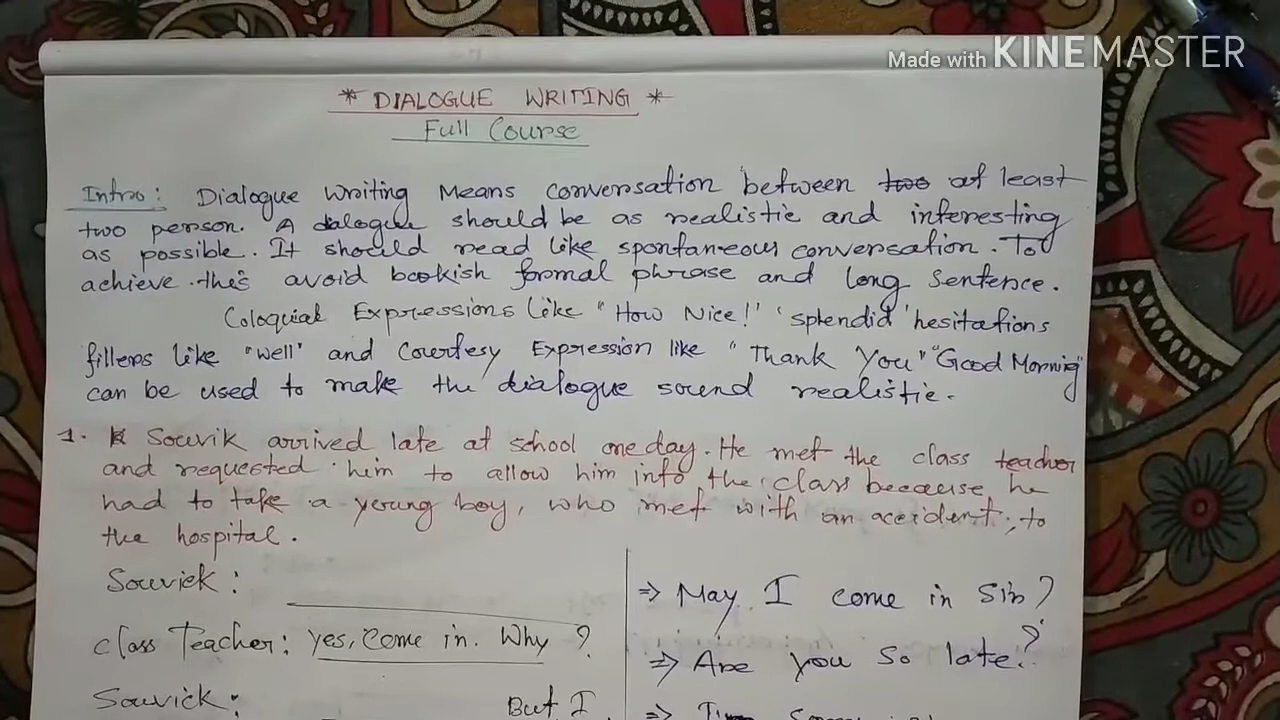 Made with KINEMASTER
* DIALOGUE WRITING *
Full Course
Intro: Dialogue Writing Means conversation between two at least
two person. A dialogue should be as realistic and interesting
as possible. It should read like spontaneous conversation. To
achieve this avoid bookish formal phrase and long sentence.
Coloquial Expressions like "How Nice!" 'splendid' hesitations
fillers like "well" and Courtesy Expression like "Thank You" "Good Morning"
can be used to make the dialogue sound realistic.
1. Souvik arrived late at school one day. He met the class teacher
and requested him to allow him into the class because he
had to take a young boy, who met with an accident, to
the hospital.
Souvick:
⇒ May I come in Sir?
Class Teacher: Yes, Come in. Why ?
⇒ Are you so late?
Souvick: But I